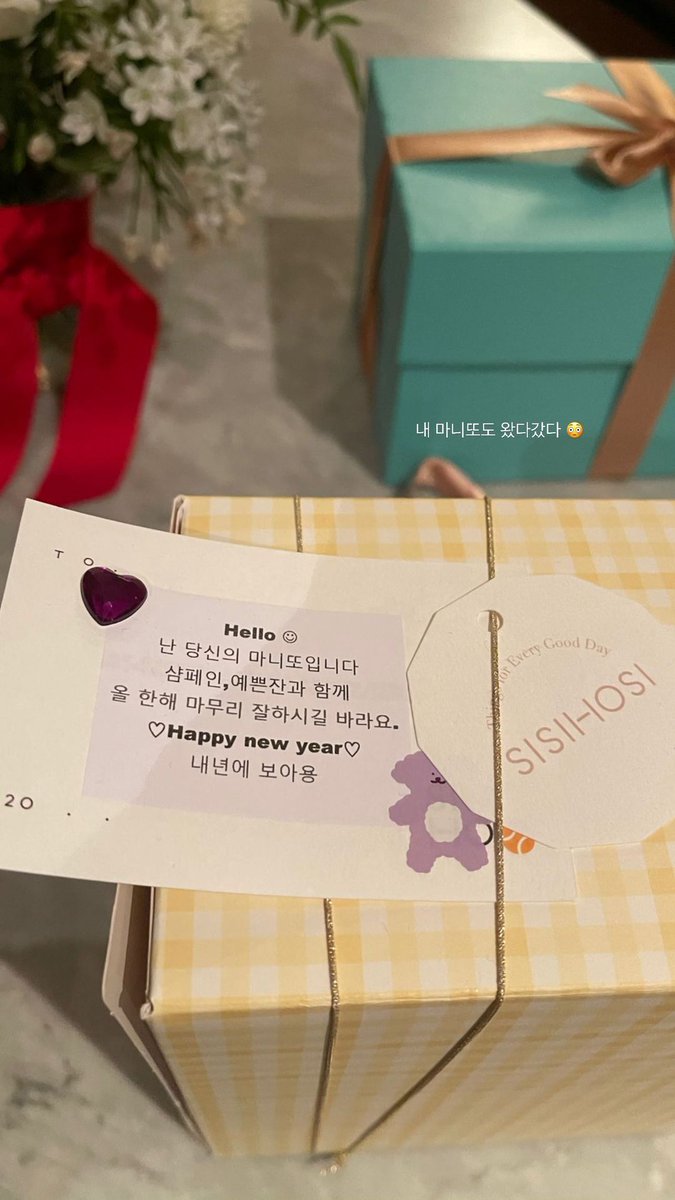 내 마니또도 왔다갔다 😳
TO.
Hello ☺
난 당신의 마니또입니다
샴페인,예쁜잔과 함께
올 한해 마무리 잘하시길 바라요.
♡Happy new year♡
내년에 보아용
20 . .
for Every Good Day
SISIHOSI